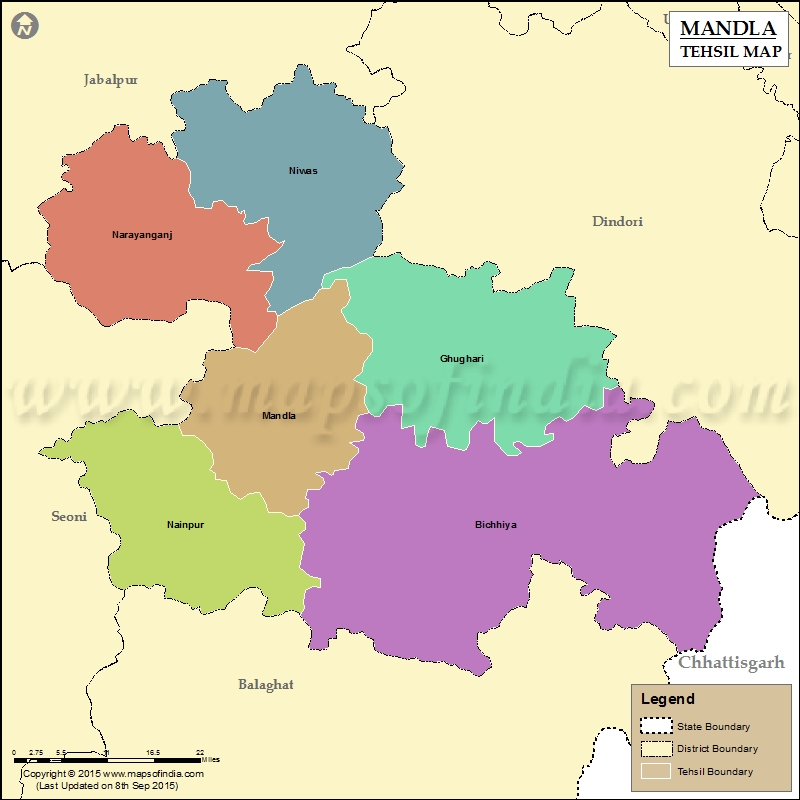 N
MANDLA
TEHSIL MAP
Jabalpur
Niwas
Dindori
Narayanganj
Ghughari
www.mapsofindia.com
Mandla
Seoni
Nainpur
Bichhiya
Chhattisgarh
Balaghat
Legend
State Boundary
District Boundary
Tehsil Boundary
0 2.75 5.5 11 16.5 22
Miles
Copyright © 2015 www.mapsofindia.com
(Last Updated on 8th Sep 2015)